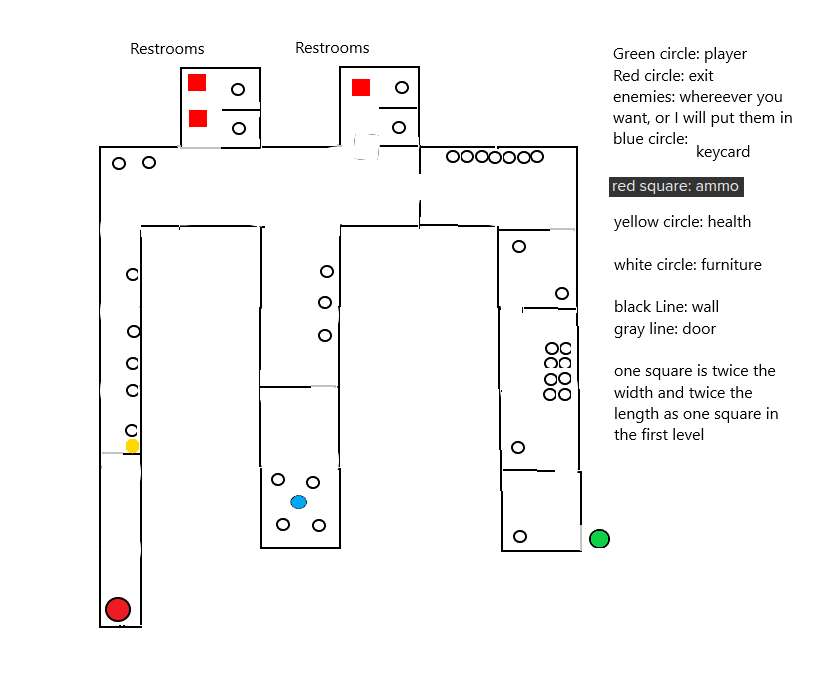 Restrooms
Restrooms
Green circle: player
Red circle: exit
enemies: whereever you
want, or I will put them in
blue circle:
keycard
red square: ammo
yellow circle: health
white circle: furniture
black Line: wall
gray line: door
one square is twice the
width and twice the
length as one square in
the first level